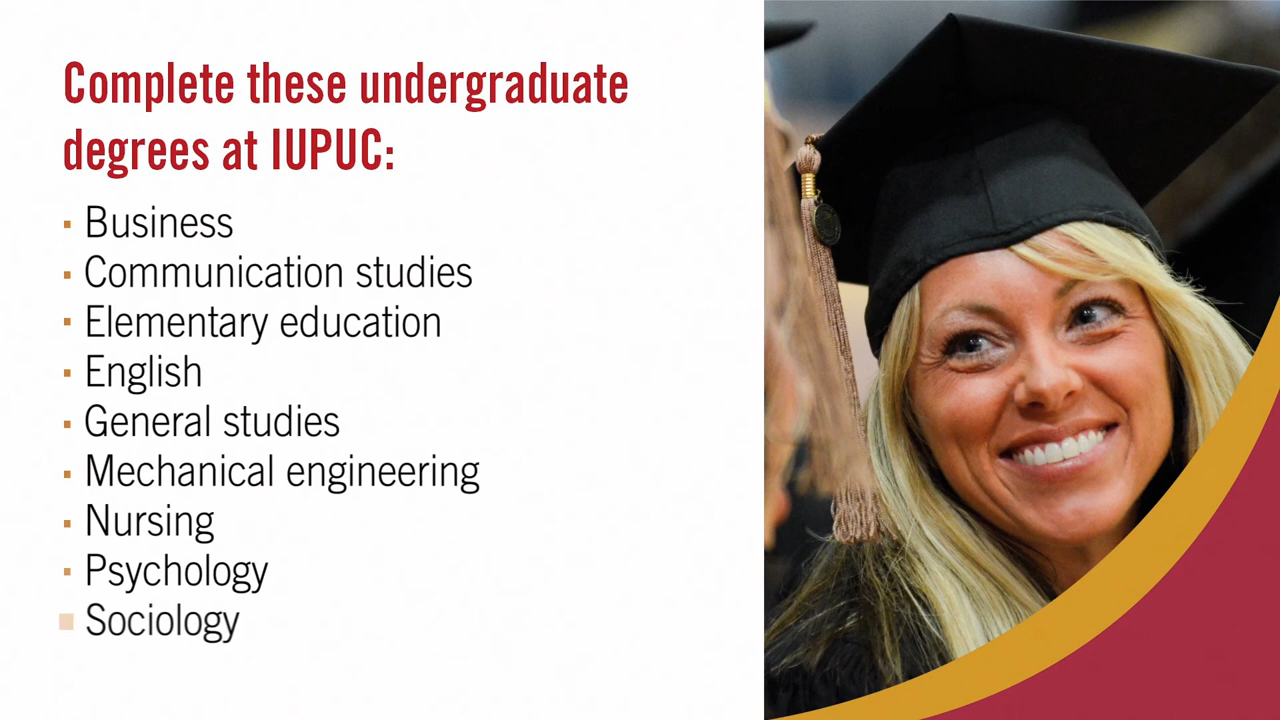 Complete these undergraduate
degrees at IUPUC:
▪ Business
▪ Communication studies
▪ Elementary education
▪ English
▪ General studies
▪ Mechanical engineering
▪ Nursing
▪ Psychology
▪ Sociology